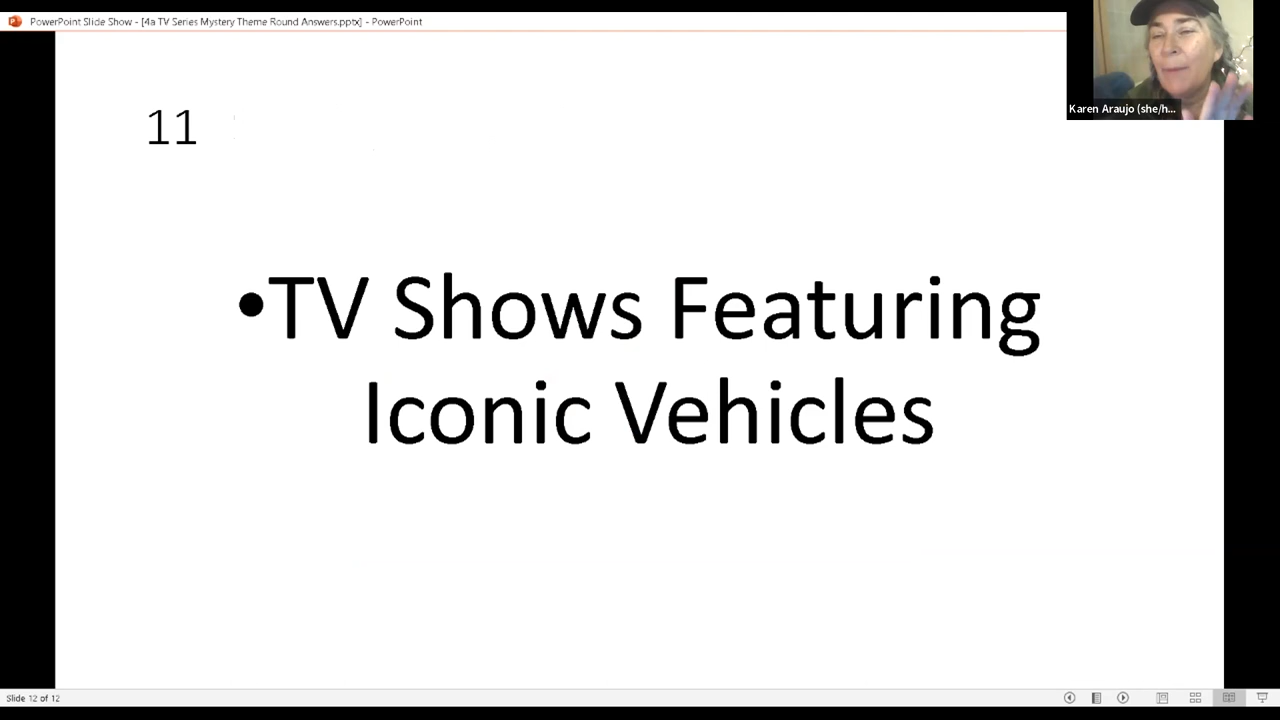 PowerPoint Slide Show - [4a TV Series Mystery Theme Round Answers.pptx] - PowerPoint
Karen Araujo (she/h...
11
•TV Shows Featuring
Iconic Vehicles
Slide 12 of 12